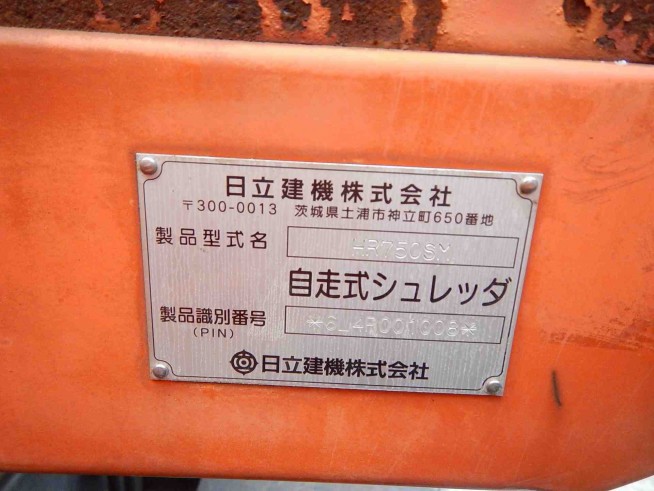 日立建機株式会社
〒300-0013 茨城県土浦市神立町650番地
製品型式名 HR750SM
自走式シュレッダ
製品識別番号
(PIN)
日立建機株式会社